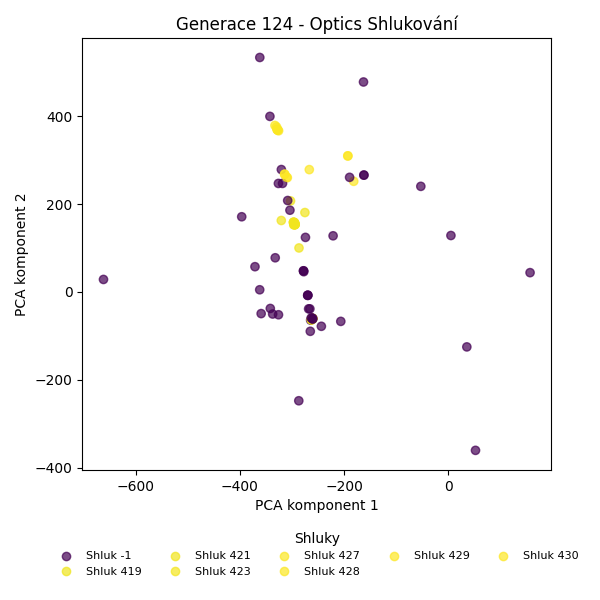 Generace 124 - Optics Shlukování
PCA komponent 2
400
200
0
−200
−400
−600
−400
−200
0
PCA komponent 1
Shluky
Shluk -1
Shluk 421
Shluk 427
Shluk 429
Shluk 430
Shluk 419
Shluk 423
Shluk 428